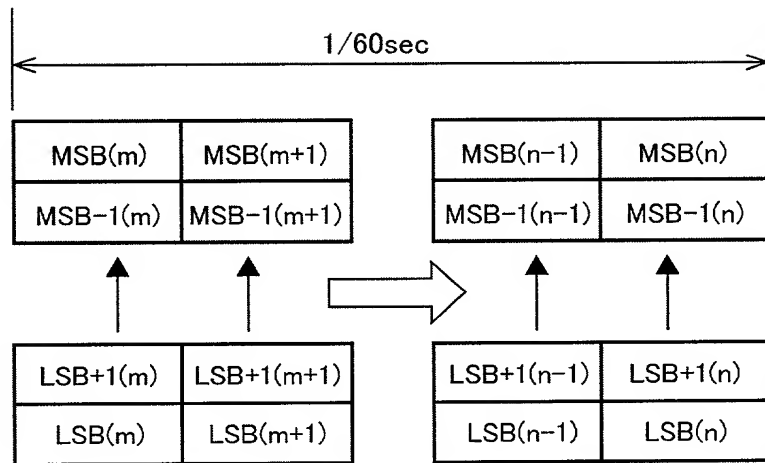 1/60sec
MSB(m) MSB(m+1) MSB(n-1) MSB(n)
MSB-1(m) MSB-1(m+1) MSB-1(n-1) MSB-1(n)
LSB+1(m) LSB+1(m+1) LSB+1(n-1) LSB+1(n)
LSB(m) LSB(m+1) LSB(n-1) LSB(n)